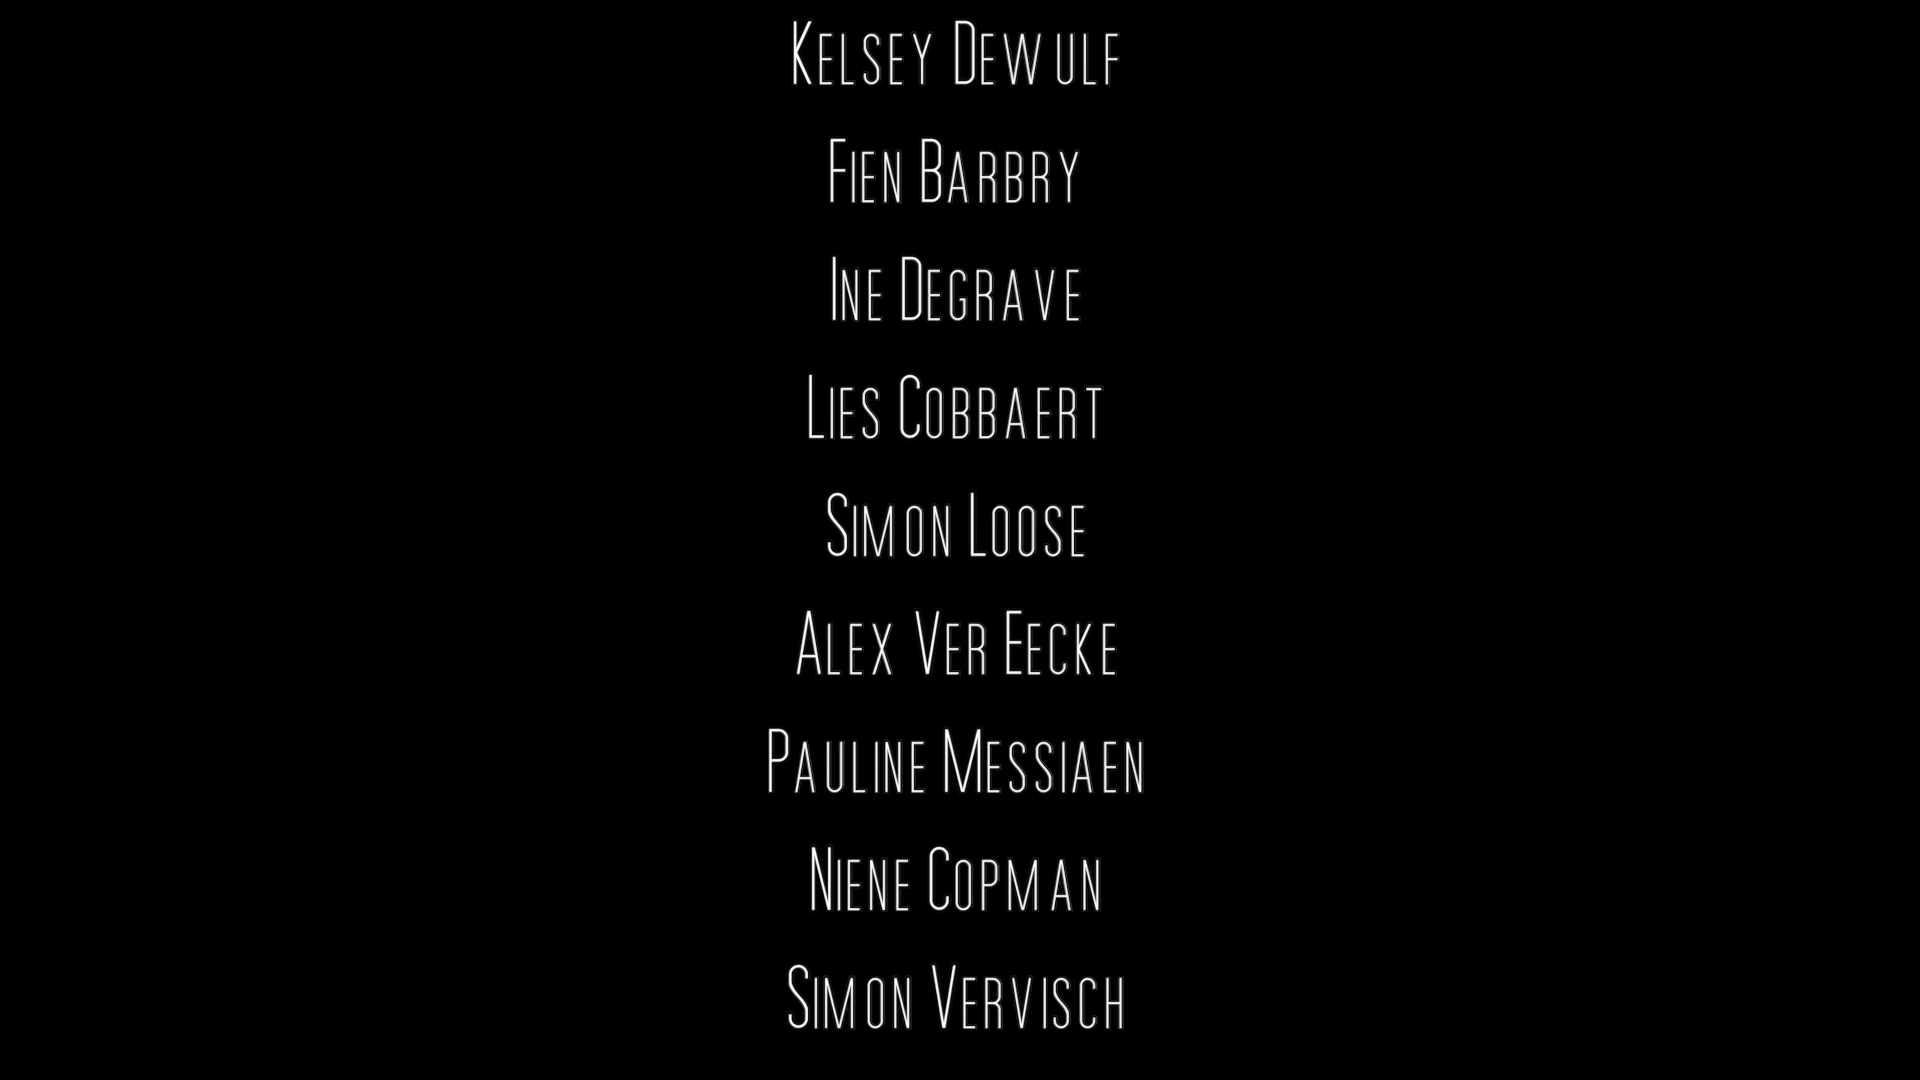 Kelsey Dewulf
Fien Barbry
Ine Degrave
Lies Cobbaert
Simon Loose
Alex Ver Eecke
Pauline Messiaen
Niene Copman
Simon Vervisch